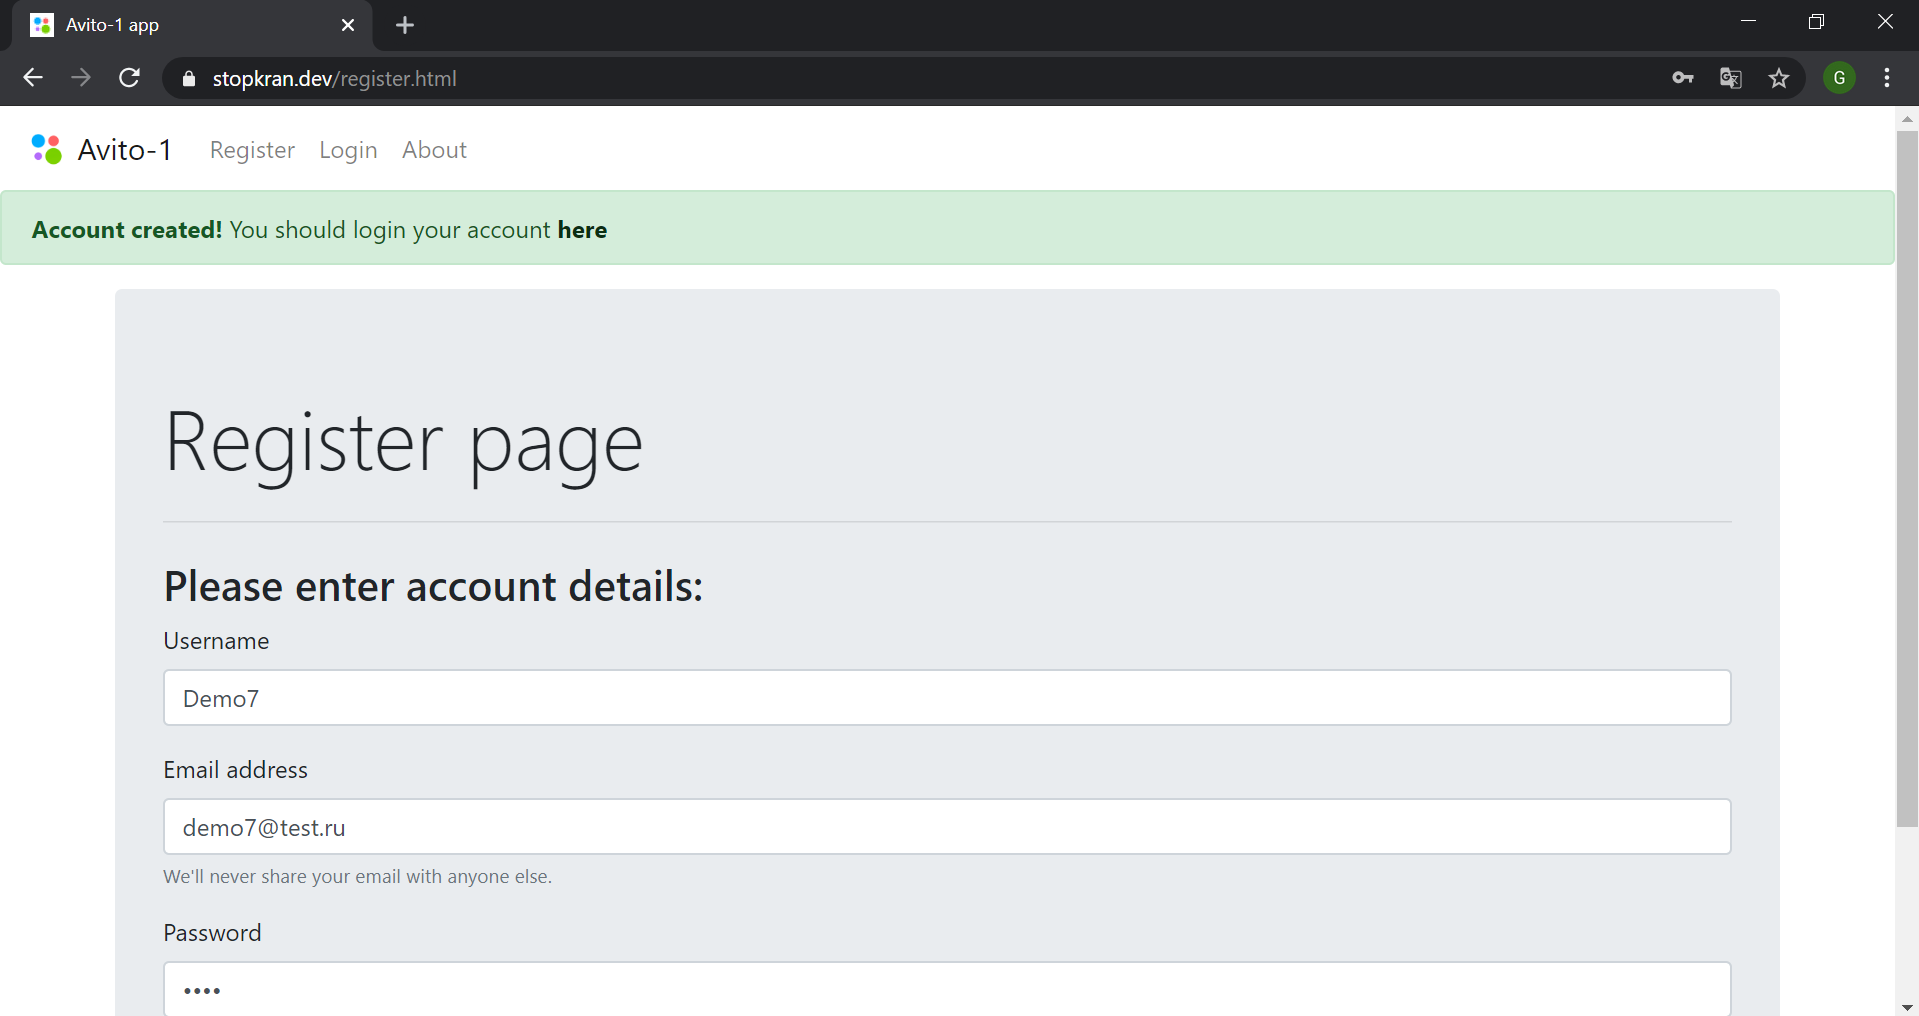 Avito-1 app
stopkran.dev/register.html
G
Avito-1 Register Login About
Account created! You should login your account here
Register page
Please enter account details:
Username
Demo7
Email address
demo7@test.ru
We'll never share your email with anyone else.
Password
••••